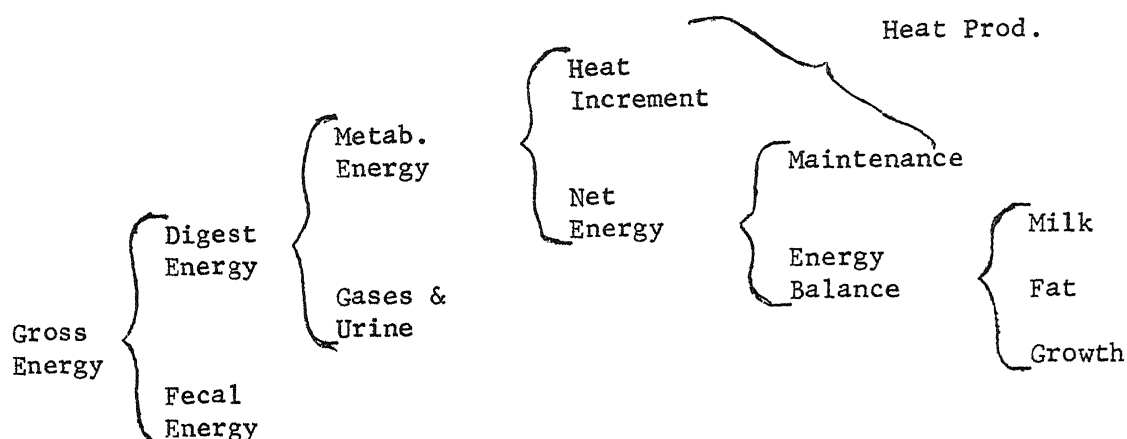 Heat Prod.
Heat
Increment
Metab.
Energy
Maintenance
Net
Energy
Digest
Energy
Milk
Energy
Balance
Fat
Gases &
Urine
Gross
Energy
Growth
Fecal
Energy